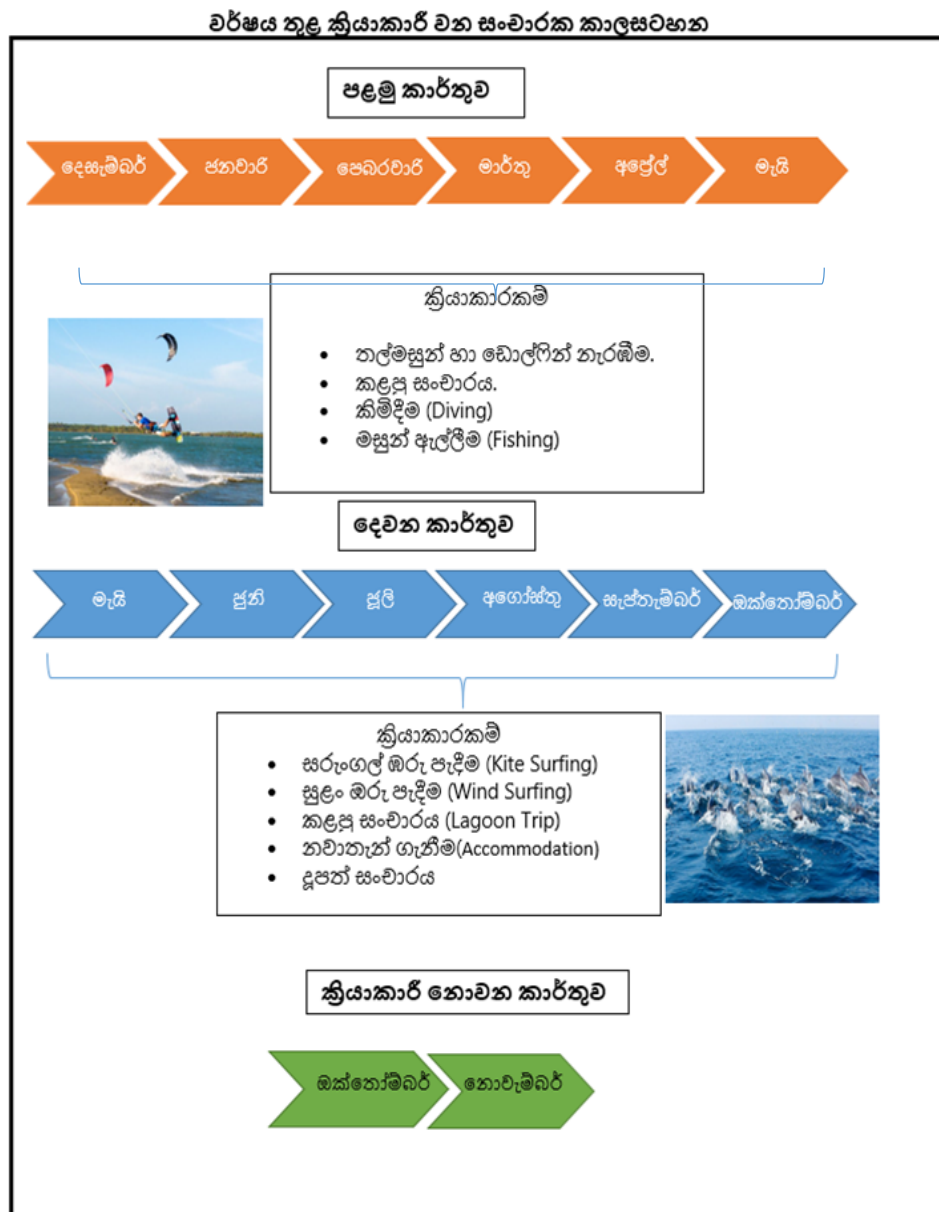 වර්ෂය තුළ ක්‍රියාකාරී වන සංචාරක කාලසටහන
පළමු කාර්තුව
දෙසැම්බර් ජනවාරි පෙබරවාරි මාර්තු අප්‍රේල් මැයි
ක්‍රියාකාරකම්
• තල්මසුන් හා ඩොල්ෆින් නැරඹීම.
• කළපු සංචාරය.
• කිමිදීම (Diving)
• මසුන් ඇල්ලීම (Fishing)
දෙවන කාර්තුව
මැයි ජුනි ජූලි අගෝස්තු සැප්තැම්බර් ඔක්තෝම්බර්
ක්‍රියාකාරකම්
• සරුංගල් ඔරු පැදීම (Kite Surfing)
• සුළං ඔරු පැදීම (Wind Surfing)
• කළපු සංචාරය (Lagoon Trip)
• නවාතැන් ගැනීම(Accommodation)
• දූපත් සංචාරය
ක්‍රියාකාරී නොවන කාර්තුව
ඔක්තෝම්බර් නොවැම්බර්